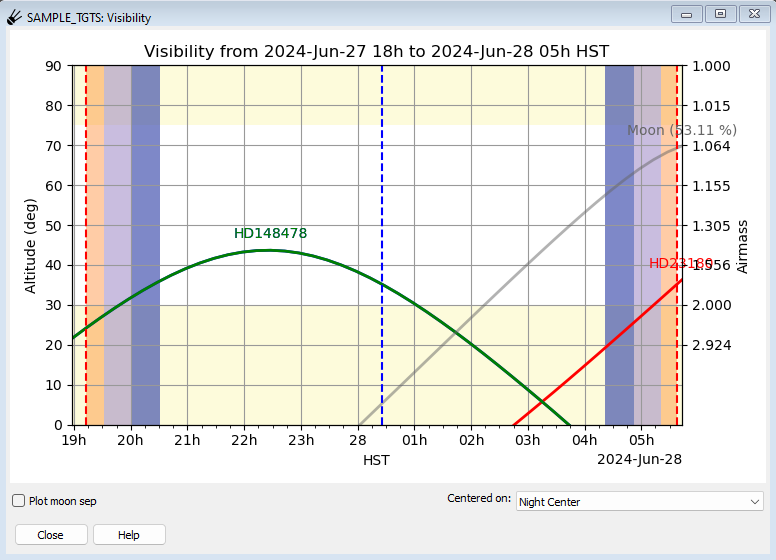 SAMPLE_TGTS: Visibility
Visibility from 2024-Jun-27 18h to 2024-Jun-28 05h HST
90 1.000
80 1.015
Moon (53.11 %)
70 1.064
60 1.155
50 1.305
HD148478
40 1.556
HD23180
30 2.000
20 2.924
10
0
Altitude (deg)
Airmass
19h 20h 21h 22h 23h 28 01h 02h 03h 04h 05h
HST
2024-Jun-28
Plot moon sep
Centered on: Night Center
Close Help